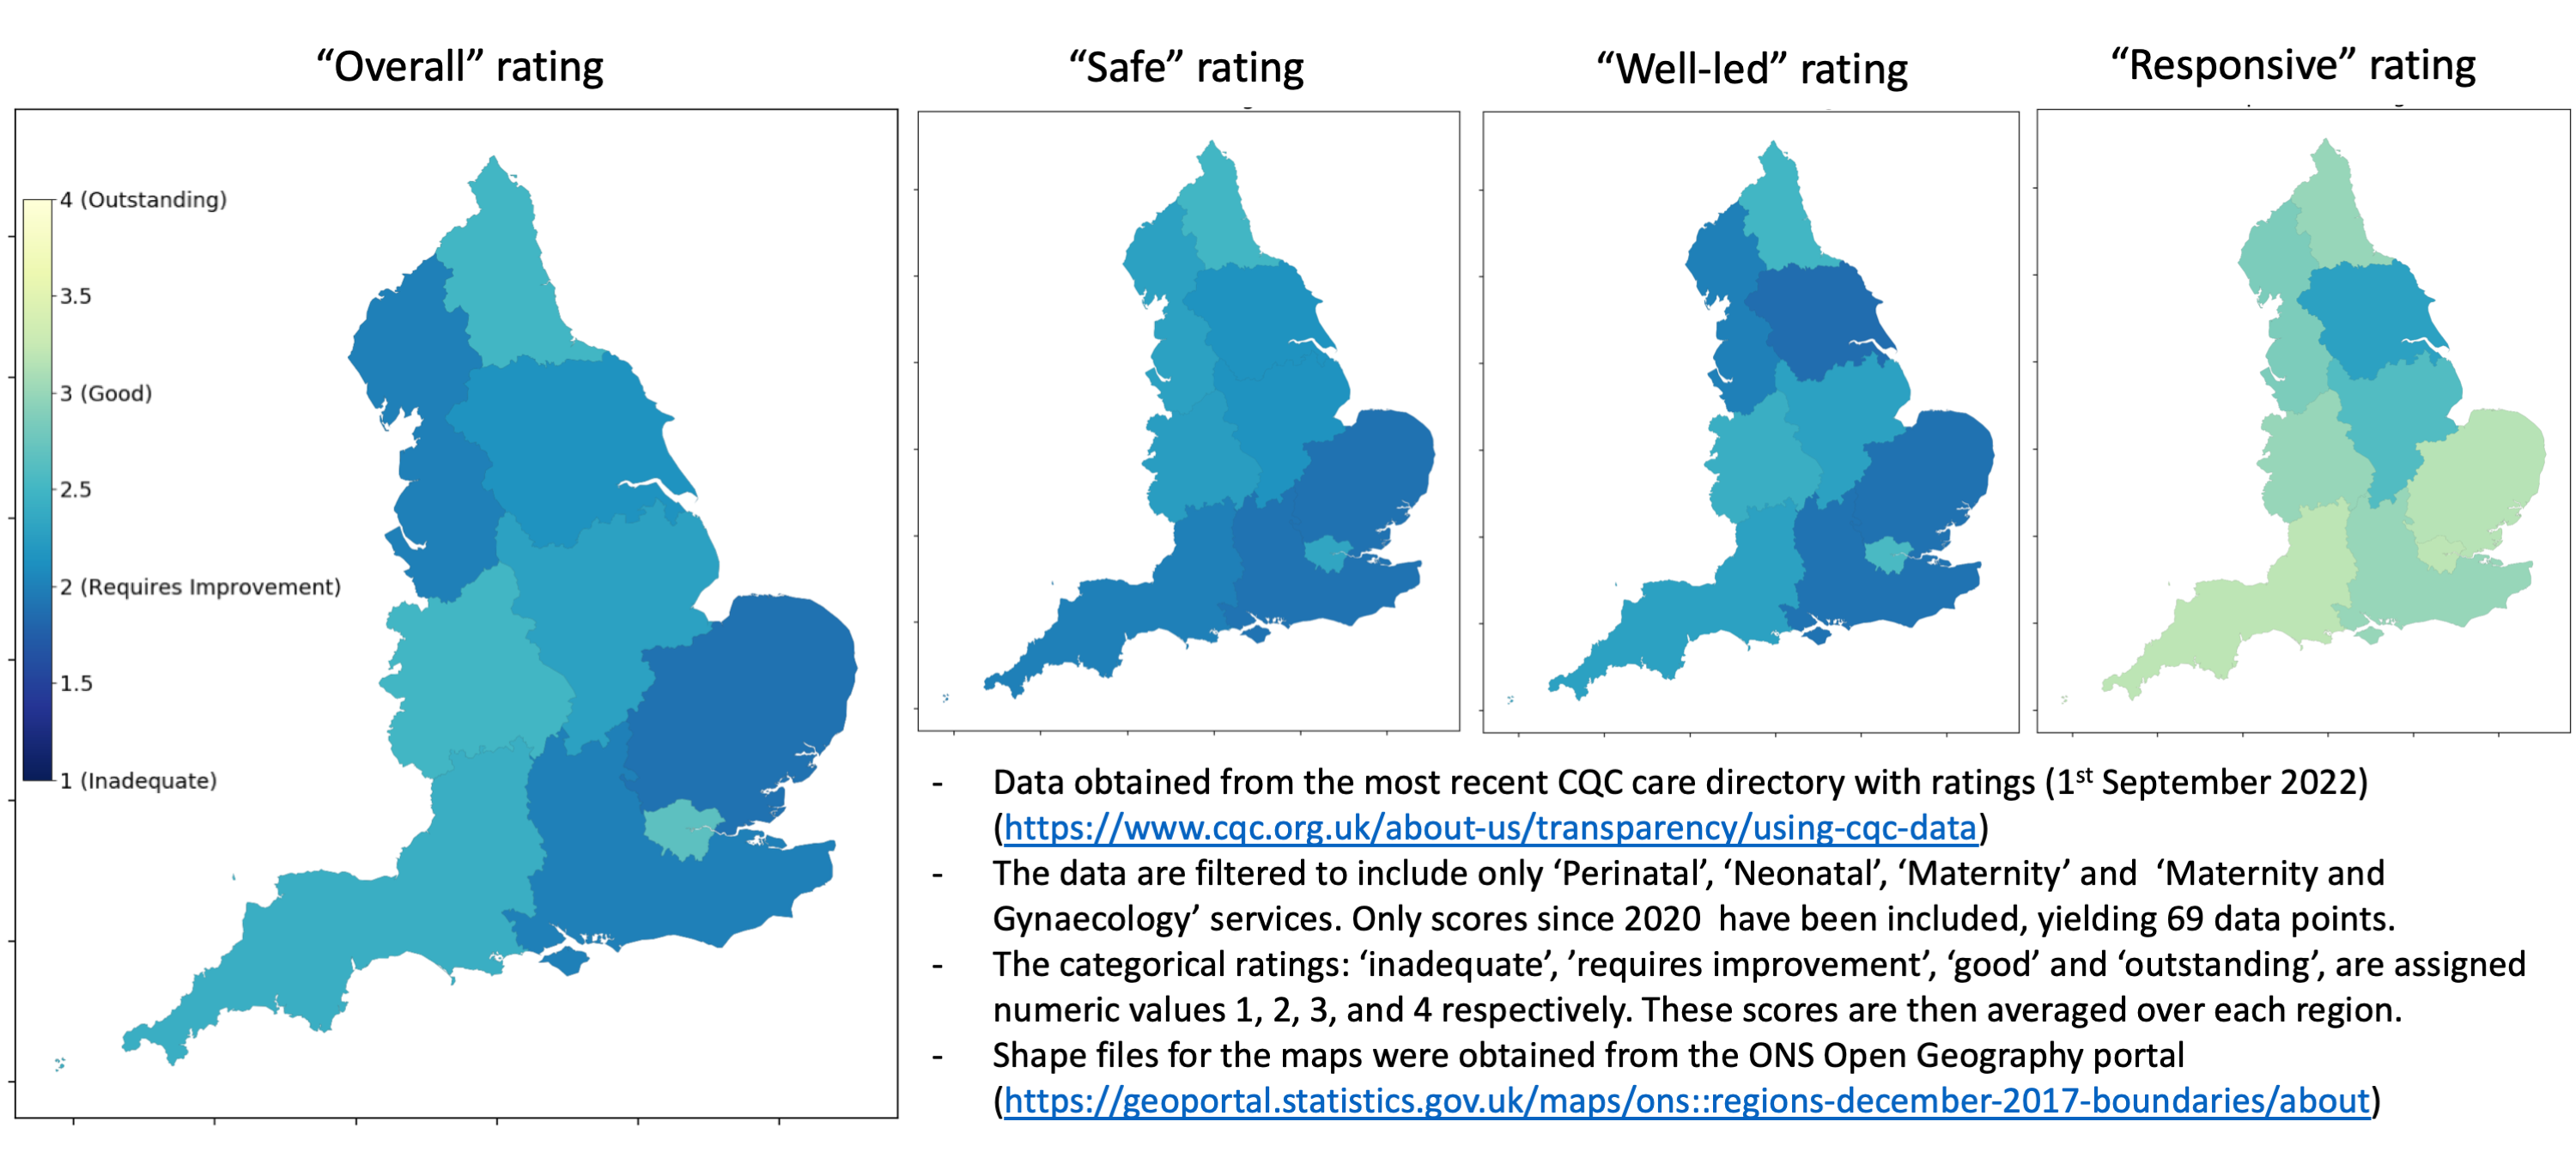 “Overall” rating
“Safe” rating
“Well-led” rating
“Responsive” rating
4 (Outstanding)
3.5
3 (Good)
2.5
2 (Requires Improvement)
1.5
1 (Inadequate)
- Data obtained from the most recent CQC care directory with ratings (1st September 2022)
(https://www.cqc.org.uk/about-us/transparency/using-cqc-data)
- The data are filtered to include only ‘Perinatal’, ‘Neonatal’, ‘Maternity’ and ‘Maternity and
Gynaecology’ services. Only scores since 2020 have been included, yielding 69 data points.
- The categorical ratings: ‘inadequate’, ’requires improvement’, ‘good’ and ‘outstanding’, are assigned
numeric values 1, 2, 3, and 4 respectively. These scores are then averaged over each region.
- Shape files for the maps were obtained from the ONS Open Geography portal
(https://geoportal.statistics.gov.uk/maps/ons::regions-december-2017-boundaries/about)